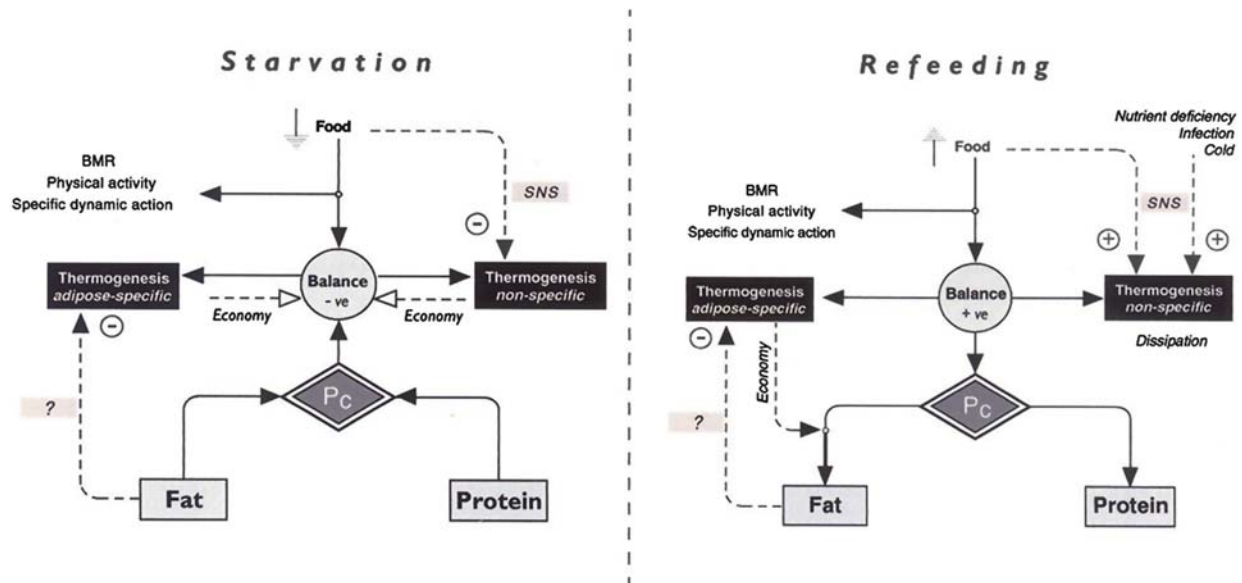 Starvation
Food
BMR
Physical activity
Specific dynamic action
SNS
−
Thermogenesis
adipose-specific
Balance
- ve
Thermogenesis
non-specific
−
Economy
Economy
Pc
?
Fat
Protein
Refeeding
Nutrient deficiency
Infection
Cold
Food
BMR
Physical activity
Specific dynamic action
SNS
+
+
Thermogenesis
adipose-specific
Balance
+ ve
Thermogenesis
non-specific
−
Economy
Dissipation
Pc
?
Fat
Protein